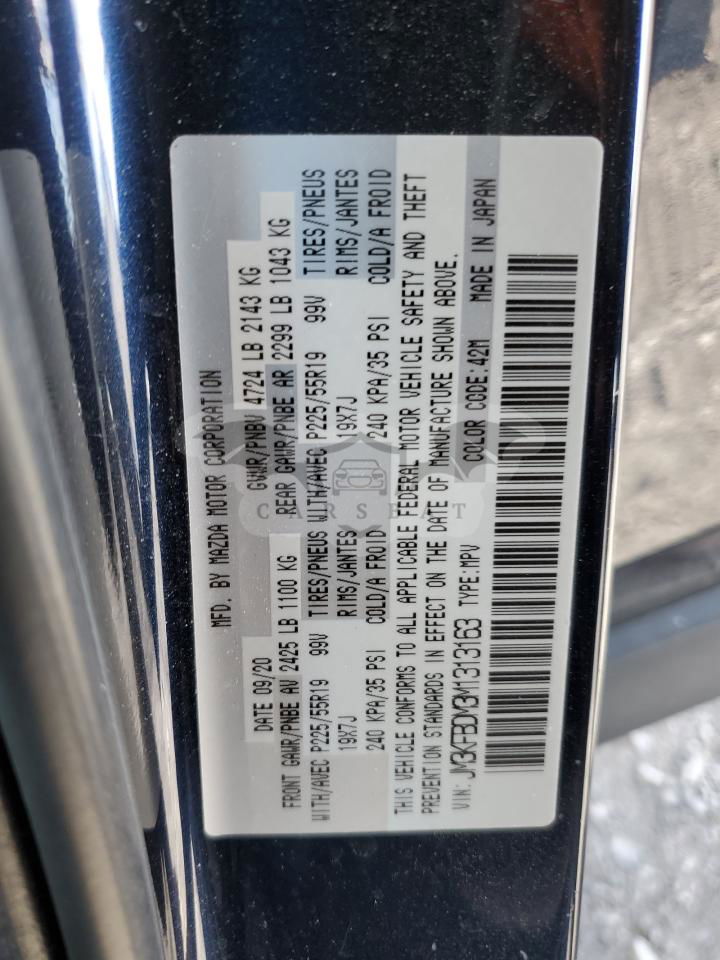 MFD. BY MAZDA MOTOR CORPORATION
DATE 09/20 GVWR/PNBV 4724 LB 2143 KG
FRONT GAWR/PNBE AV 2425 LB 1100 KG REAR GAWR/PNBE AR 2299 LB 1043 KG
WITH/AVEC P225/55R19 99V TIRES/PNEUS WITH/AVEC P225/55R19 99V TIRES/PNEUS
19X7J RIMS/JANTES 19X7J RIMS/JANTES
240 KPA/35 PSI COLD/A FROID 240 KPA/35 PSI COLD/A FROID
THIS VEHICLE CONFORMS TO ALL APPLICABLE FEDERAL MOTOR VEHICLE SAFETY AND THEFT
PREVENTION STANDARDS IN EFFECT ON THE DATE OF MANUFACTURE SHOWN ABOVE.
VIN: JM3KFBDM3M1313163 TYPE:MPV COLOR CODE:42M MADE IN JAPAN
CARSBAT